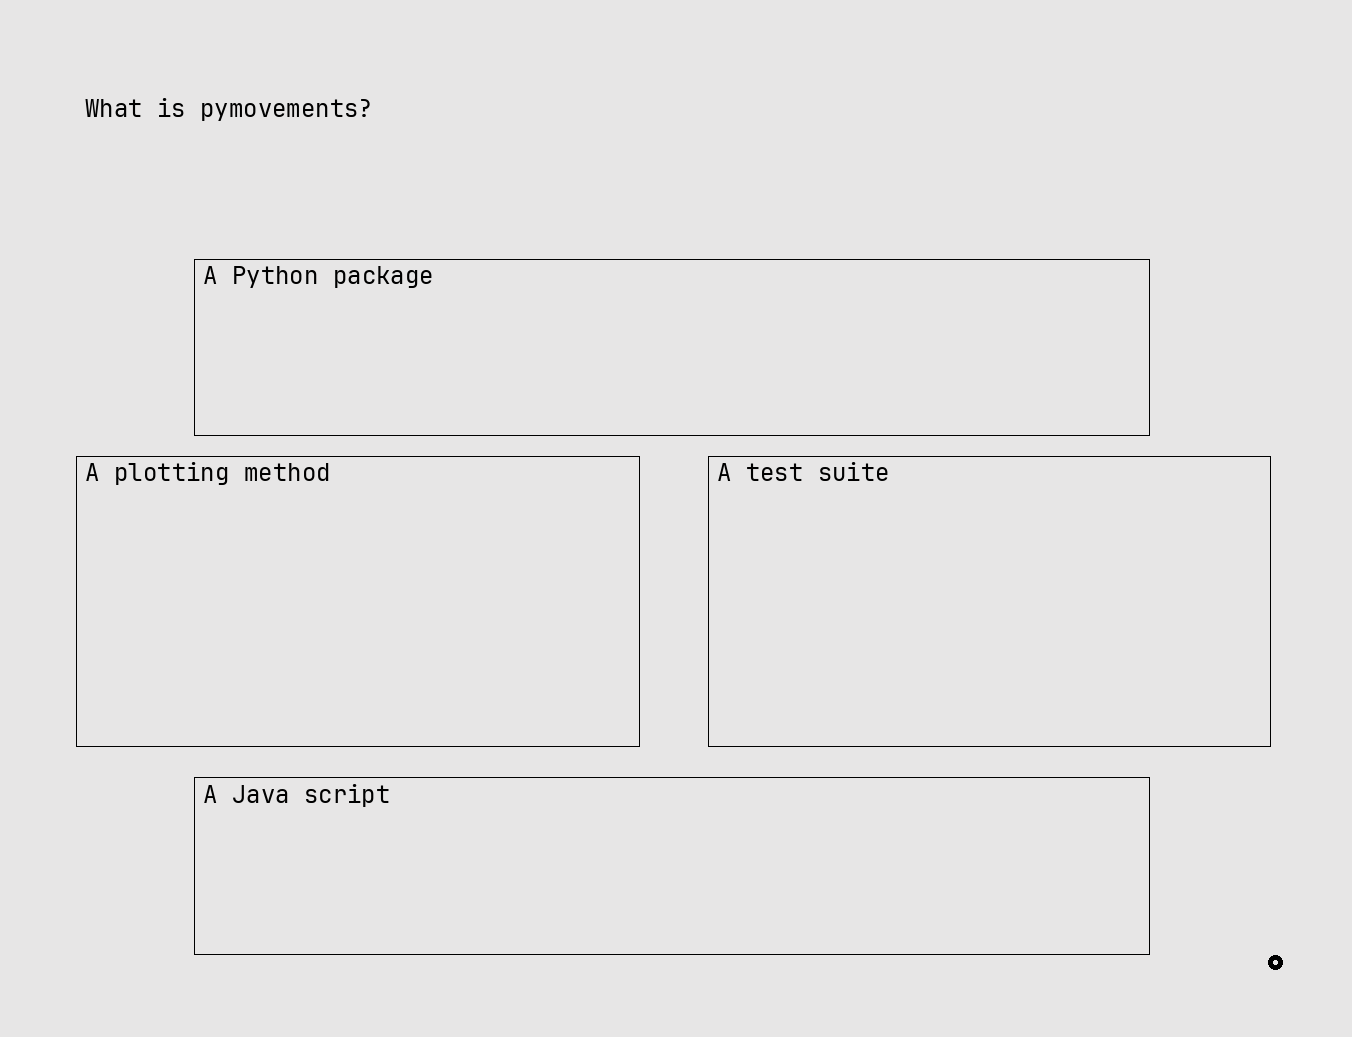 What is pymovements?
A Python package
A plotting method
A test suite
A Java script